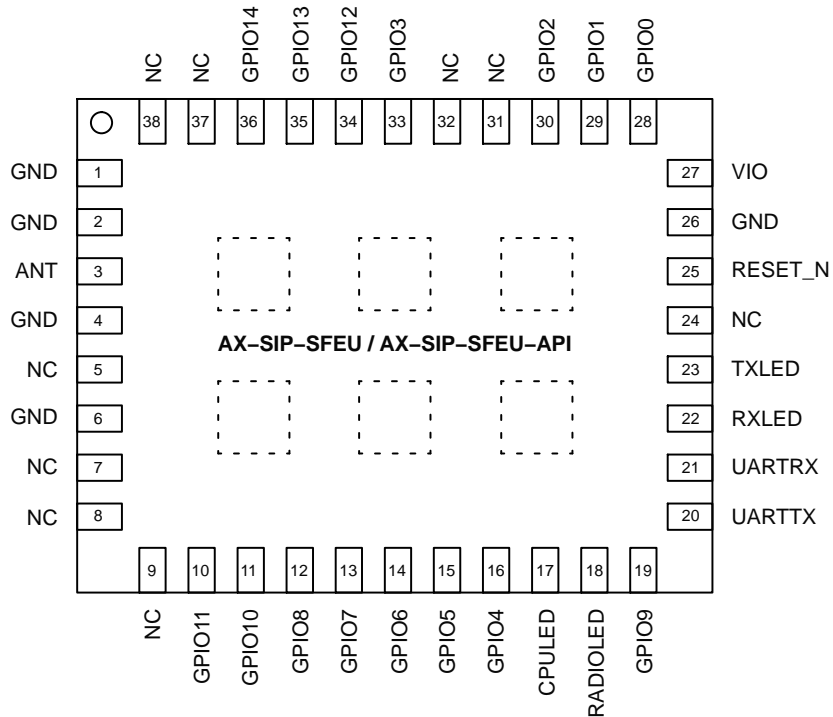 NC NC GPIO14 GPIO13 GPIO12 GPIO3 NC NC GPIO2 GPIO1 GPIO0
38 37 36 35 34 33 32 31 30 29 28
GND 1 27 VIO
GND 2 26 GND
ANT 3 25 RESET_N
GND 4 24 NC
AX–SIP–SFEU / AX–SIP–SFEU–API
NC 5 23 TXLED
GND 6 22 RXLED
NC 7 21 UARTRX
NC 8 20 UARTTX
9 10 11 12 13 14 15 16 17 18 19
NC GPIO11 GPIO10 GPIO8 GPIO7 GPIO6 GPIO5 GPIO4 CPULED RADIOLED GPIO9